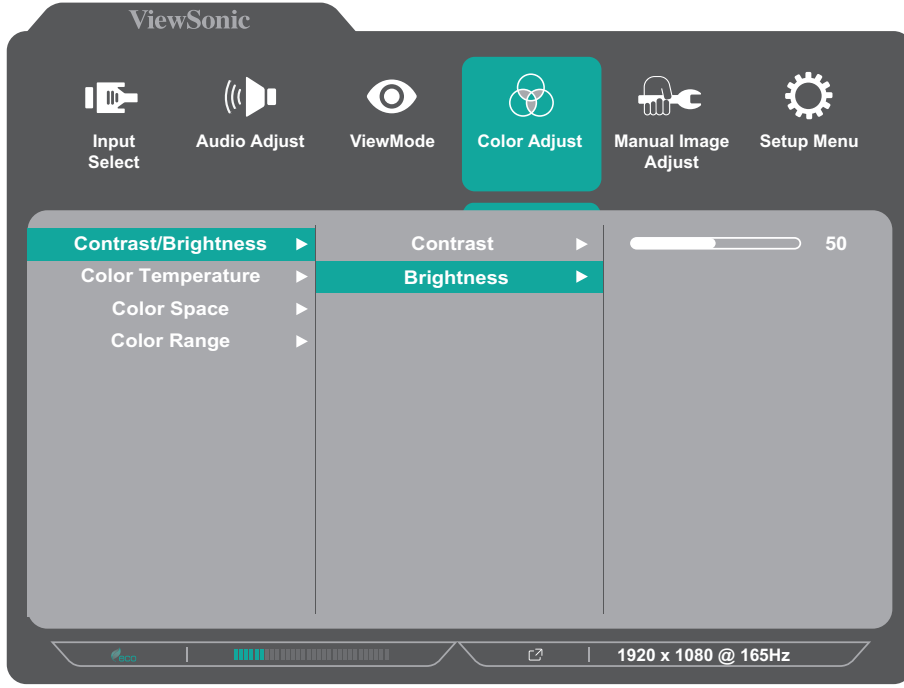 ViewSonic
Input
Select
Audio Adjust
ViewMode
Color Adjust
Manual Image
Adjust
Setup Menu
Contrast/Brightness
Color Temperature
Color Space
Color Range
Contrast
Brightness
50
eco
1920 x 1080 @ 165Hz